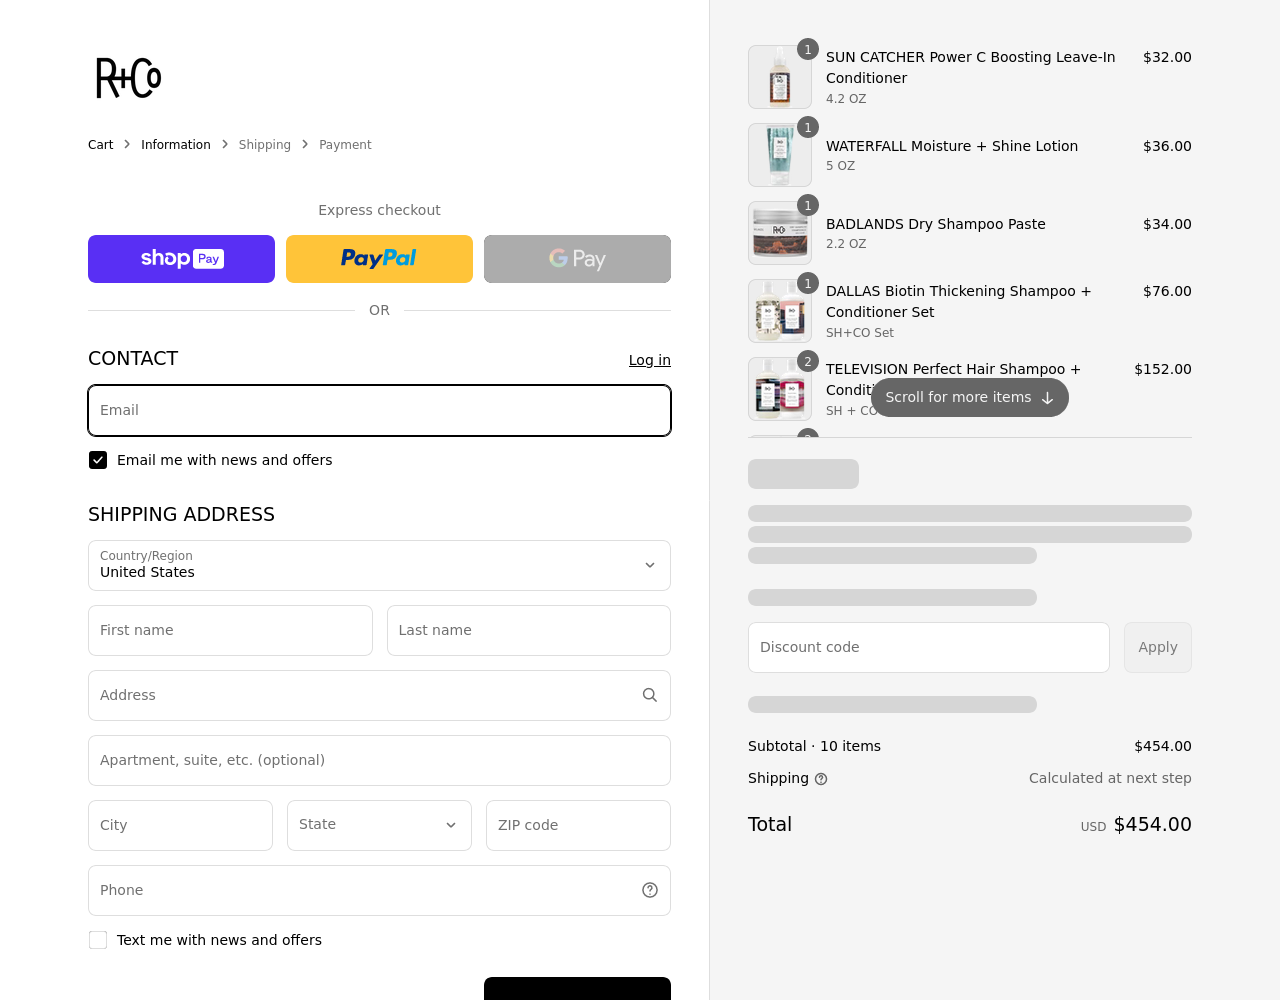 R+Co
Cart
Information
Shipping
Payment
Express checkout
shop Pay
PayPal
G Pay
OR
CONTACT
Log in
Email
Email me with news and offers
SHIPPING ADDRESS
Country/Region
United States
First name
Last name
Address
Apartment, suite, etc. (optional)
City
State
ZIP code
Phone
Text me with news and offers
1
SUN CATCHER Power C Boosting Leave-In
Conditioner
4.2 OZ
$32.00
1
WATERFALL Moisture + Shine Lotion
5 OZ
$36.00
1
R+Co
BADLANDS Dry Shampoo Paste
2.2 OZ
$34.00
1
DALLAS Biotin Thickening Shampoo +
Conditioner Set
SH+CO Set
$76.00
2
TELEVISION Perfect Hair Shampoo +
SH + CO
$152.00
Scroll for more items
Discount code
Apply
Subtotal · 10 items
$454.00
Shipping
Calculated at next step
Total
USD $454.00